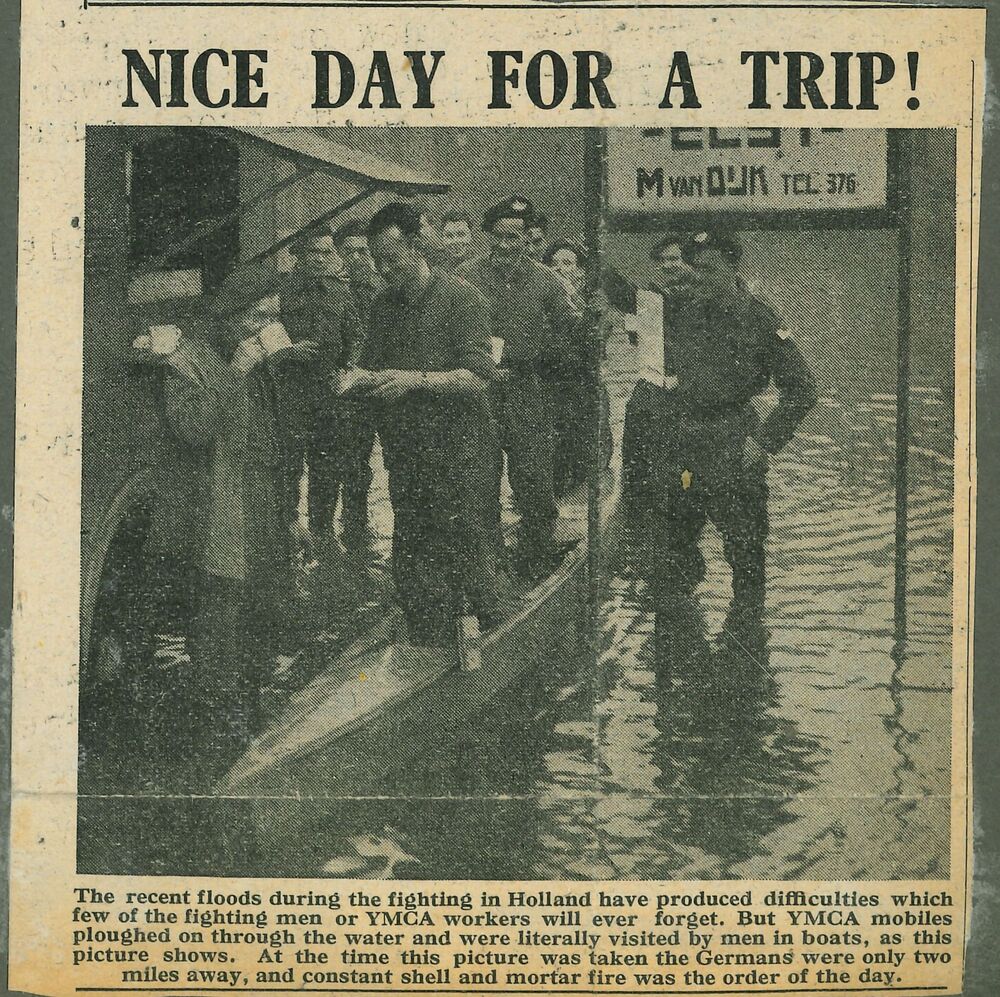 NICE DAY FOR A TRIP!
-ELST-
M VAN DIJK TEL 376
The recent floods during the fighting in Holland have produced difficulties which
few of the fighting men or YMCA workers will ever forget. But YMCA mobiles
ploughed on through the water and were literally visited by men in boats, as this
picture shows. At the time this picture was taken the Germans were only two
miles away, and constant shell and mortar fire was the order of the day.